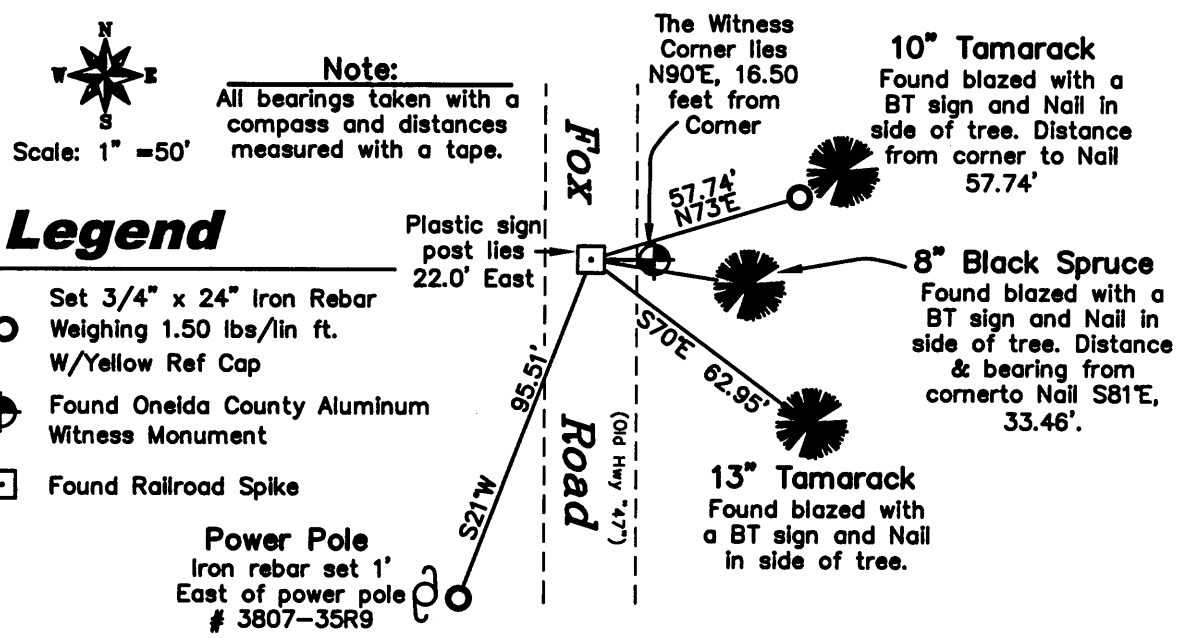 N
W E
S
Scale: 1" =50'
Note:
All bearings taken with a
compass and distances
measured with a tape.
The Witness
Corner lies
N90°E, 16.50
feet from
Corner
10" Tamarack
Found blazed with a
BT sign and Nail in
side of tree. Distance
from corner to Nail
57.74'
Fox
57.74'
N73°E
Legend
Plastic sign
post lies
22.0' East
Set 3/4" x 24" Iron Rebar
Weighing 1.50 lbs/lin ft.
W/Yellow Ref Cap
Found Oneida County Aluminum
Witness Monument
Found Railroad Spike
8" Black Spruce
Found blazed with a
BT sign and Nail in
side of tree. Distance
& bearing from
cornerto Nail S81°E,
33.46'.
S70°E 62.95'
95.51'
S21°W
Road
(Old Hwy "47")
13" Tamarack
Found blazed with
a BT sign and Nail
in side of tree.
Power Pole
Iron rebar set 1'
East of power pole
# 3807-35R9